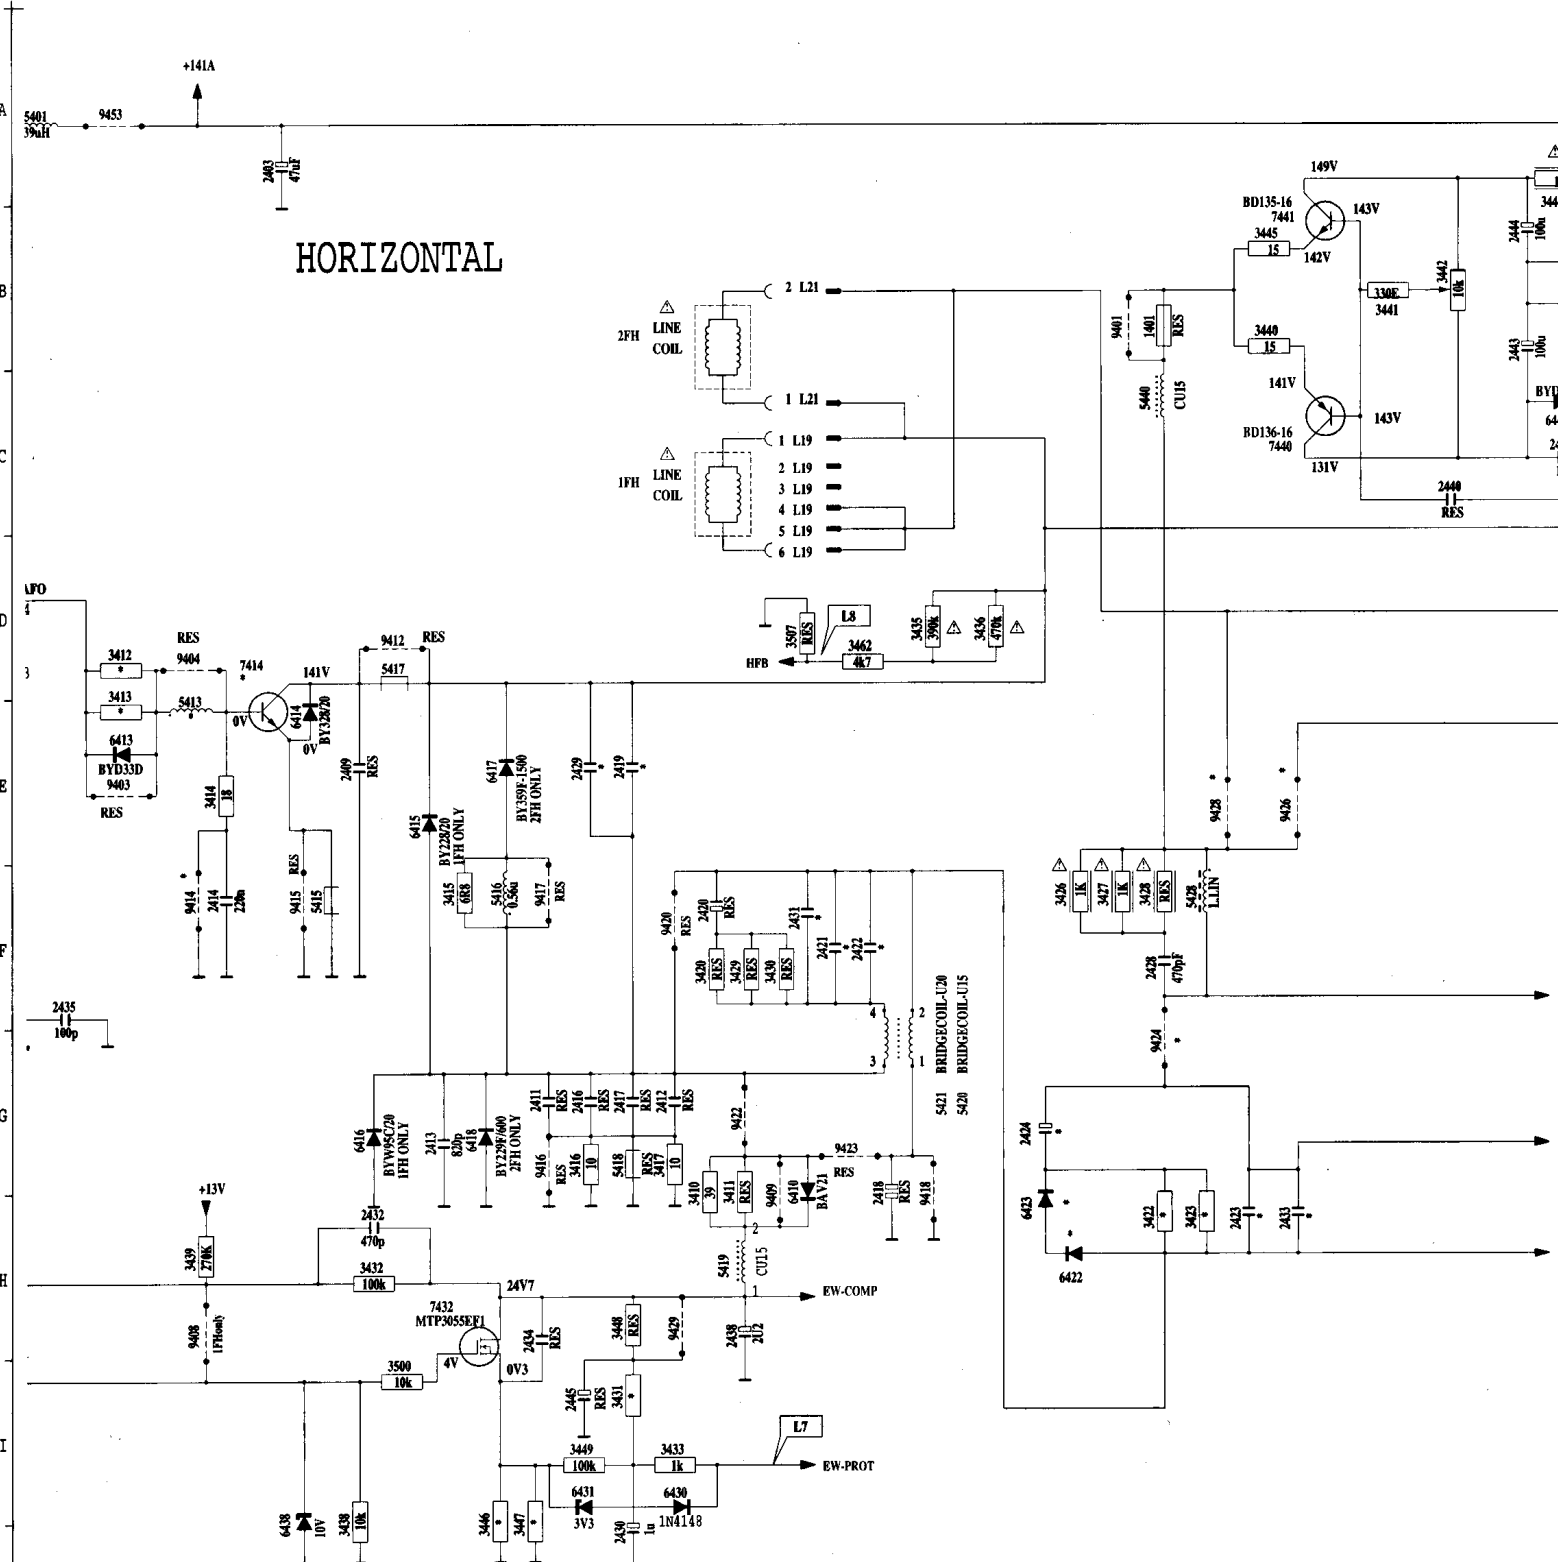 +141A
A
5401
39uH
9453
2403
47uF
149V
BD135-16
7441
143V
3445
15
142V
2444
100u
HORIZONTAL
B
2 L21
LINE
COIL
2FH
9401
1401
RES
330E
3441
3442
10k
3440
15
2443
100u
1 L21
141V
5440
CU15
1 L19
143V
BD136-16
7440
C
LINE
COIL
1FH
2 L19
3 L19
4 L19
5 L19
6 L19
131V
2440
RES
D
RES
9404
9412
RES
3507
RES
L8
3462
4k7
HFB
3435
390k
3436
470k
3412
*
7414
*
141V
5417
3413
*
5413
0V
6414
BY328/20
0V
6413
BYD33D
9403
RES
E
3414
18
2409
RES
6415
BY228/20
1FH ONLY
6417
BY359F-1500
2FH ONLY
2429
*
2419
*
9428
*
9426
*
9414
*
2414
220n
9415
RES
5415
3415
6R8
5416
0.56u
9417
RES
9420
RES
2420
RES
2431
*
2421
*
2422
*
3426
1K
3427
1K
3428
RES
5428
L.LIN
F
3420
RES
3429
RES
3430
RES
2428
470pF
2435
100p
4
2
3
1
BRIDGECOIL-U20
BRIDGECOIL-U15
5421
5420
9424
*
G
6416
BYW95C/20
1FH ONLY
2413
820p
6418
BY229F/600
2FH ONLY
2411
RES
2416
RES
2417
RES
2412
RES
9422
9416
RES
3416
10
5418
RES
3417
10
9423
RES
3410
39
3411
RES
9409
6410
BAV21
2418
RES
9418
2424
*
6423
*
*
6422
3422
*
3423
*
2423
*
2433
*
+13V
2432
470p
2
5419
CU15
1
H
3439
270K
3432
100k
24V7
EW-COMP
9408
1FHonly
7432
MTP3055EF1
4V
0V3
2434
RES
3448
RES
9429
2438
2U2
3500
10k
2445
RES
3431
*
I
L7
3449
100k
3433
1k
EW-PROT
6438
10V
3438
10k
3446
*
3447
*
6431
3V3
6430
1N4148
2430
1u